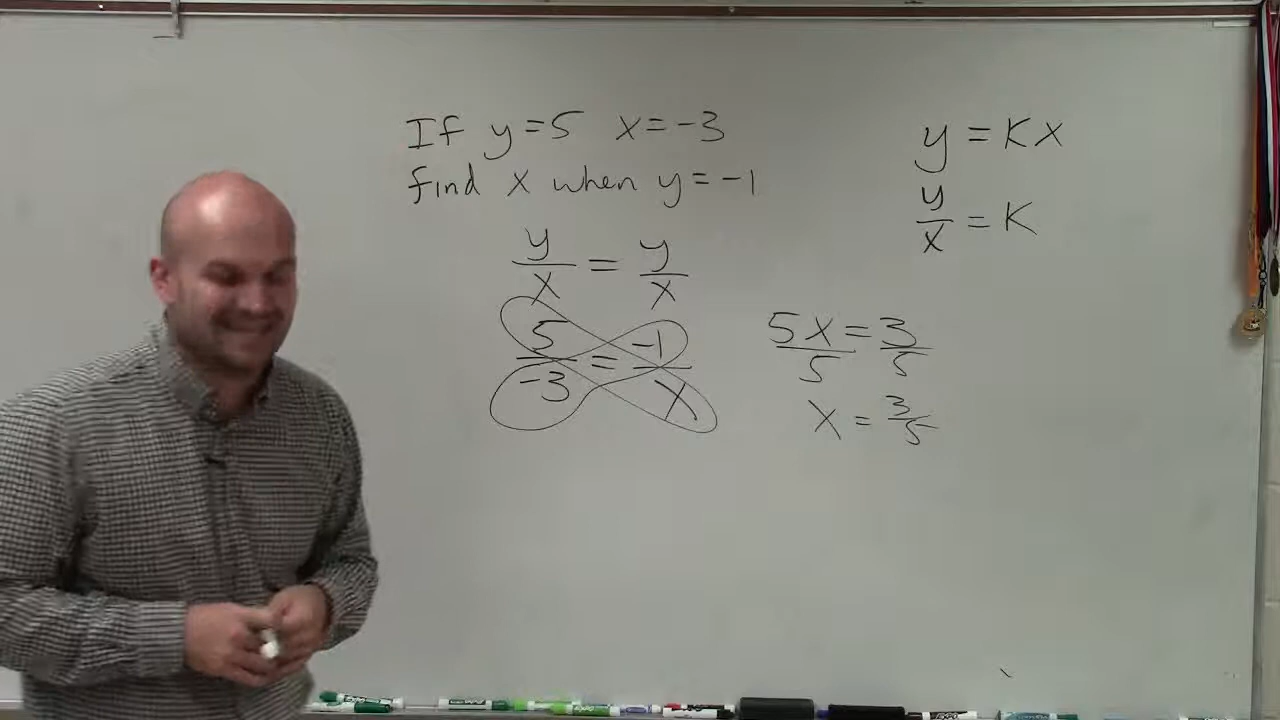 If y=5 x=-3
find x when y=-1
y/x = y/x
5/-3 = -1/x
y = Kx
y/x = K
5x/5 = 3/5
x = 3/5